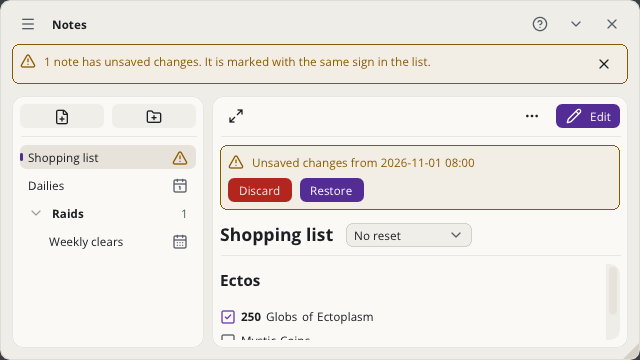 Notes
1 note has unsaved changes. It is marked with the same sign in the list.
Shopping list
Dailies
Raids 1
Weekly clears
Edit
Unsaved changes from 2026-11-01 08:00
Discard Restore
Shopping list No reset
Ectos
250 Globs of Ectoplasm
Mystic Coins